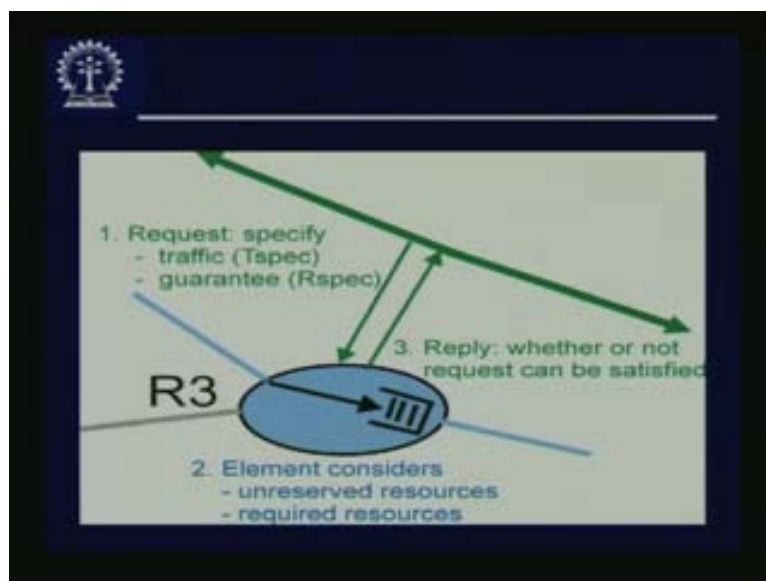 1. Request: specify
- traffic (Tspec)
- guarantee (Rspec)
3. Reply: whether or not
request can be satisfied
R3
2. Element considers
- unreserved resources
- required resources